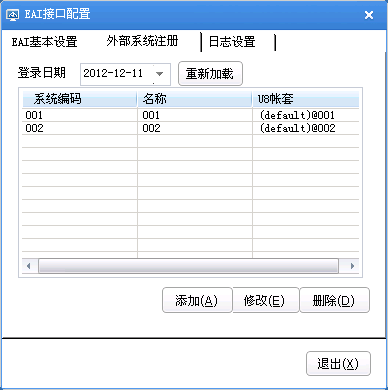 EAI接口配置
EAI基本设置 外部系统注册 日志设置
登录日期 2012-12-11 重新加载
系统编码 名称 U8帐套
001 001 (default)@001
002 002 (default)@002
添加(A) 修改(E) 删除(D)
退出(X)